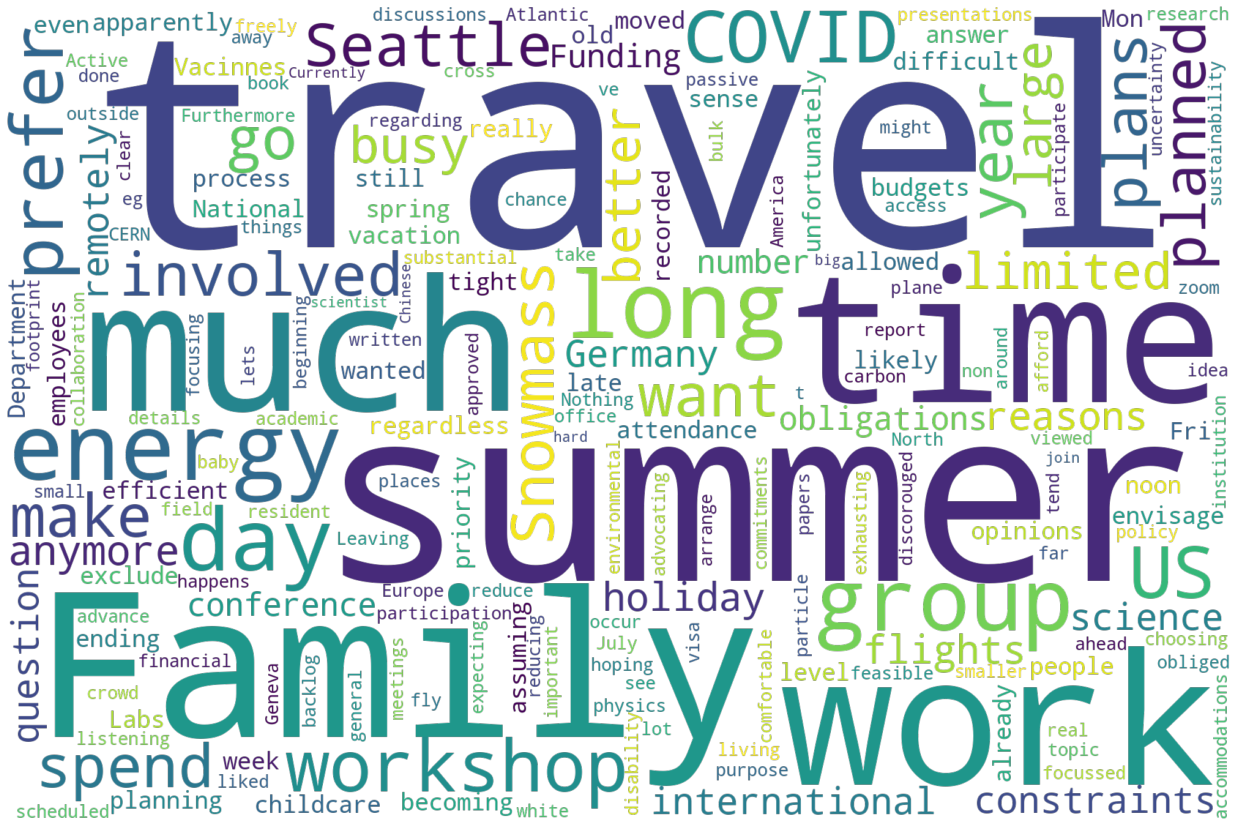 travel
summer
Family
work
time
much
energy
long
day
group
US
COVID
Seattle
prefer
planned
plans
workshop
spend
make
involved
go
busy
better
Snowmass
want
year
large
limited
international
constraints
flights
science
holiday
conference
question
anymore
obligations
reasons
Germany
number
remotely
Funding
even
apparently
freely
away
Active
done
Vacinnes
book
Currently
discussions
Atlantic
old
moved
cross
ve
passive
sense
presentations
answer
difficult
Mon
research
outside
Furthermore
regarding
really
bulk
might
participate
uncertainty
sustainability
clear
process
still
chance
recorded
America
unfortunately
budgets
access
eg
National
things
spring
CERN
vacation
substantial
take
tight
big
allowed
plane
zoom
scientist
Chinese
Department
footprint
employees
collaboration
focusing
lets
beginning
written
wanted
approved
report
likely
carbon
non
around
afford
idea
late
Nothing
office
t
details
academic
regardless
attendance
hard
North
viewed
join
Fri
institution
baby
small
efficient
field
resident
places
Leaving
priority
environmental
advocating
arrange
commitments
papers
exhausting
discorouged
opinions
tend
far
noon
envisage
policy
exclude
happens
advance
ending
financial
Europe
reduce
participation
occur
visa
particle
ahead
choosing
obliged
July
assuming
reducing
important
expecting
hoping
see
comfortable
level
feasible
smaller
people
crowd
Labs
listening
Geneva
backlog
general
meetings
fly
physics
lot
disability
living
purpose
already
real
topic
focussed
accommodations
week
liked
scheduled
planning
childcare
becoming
white